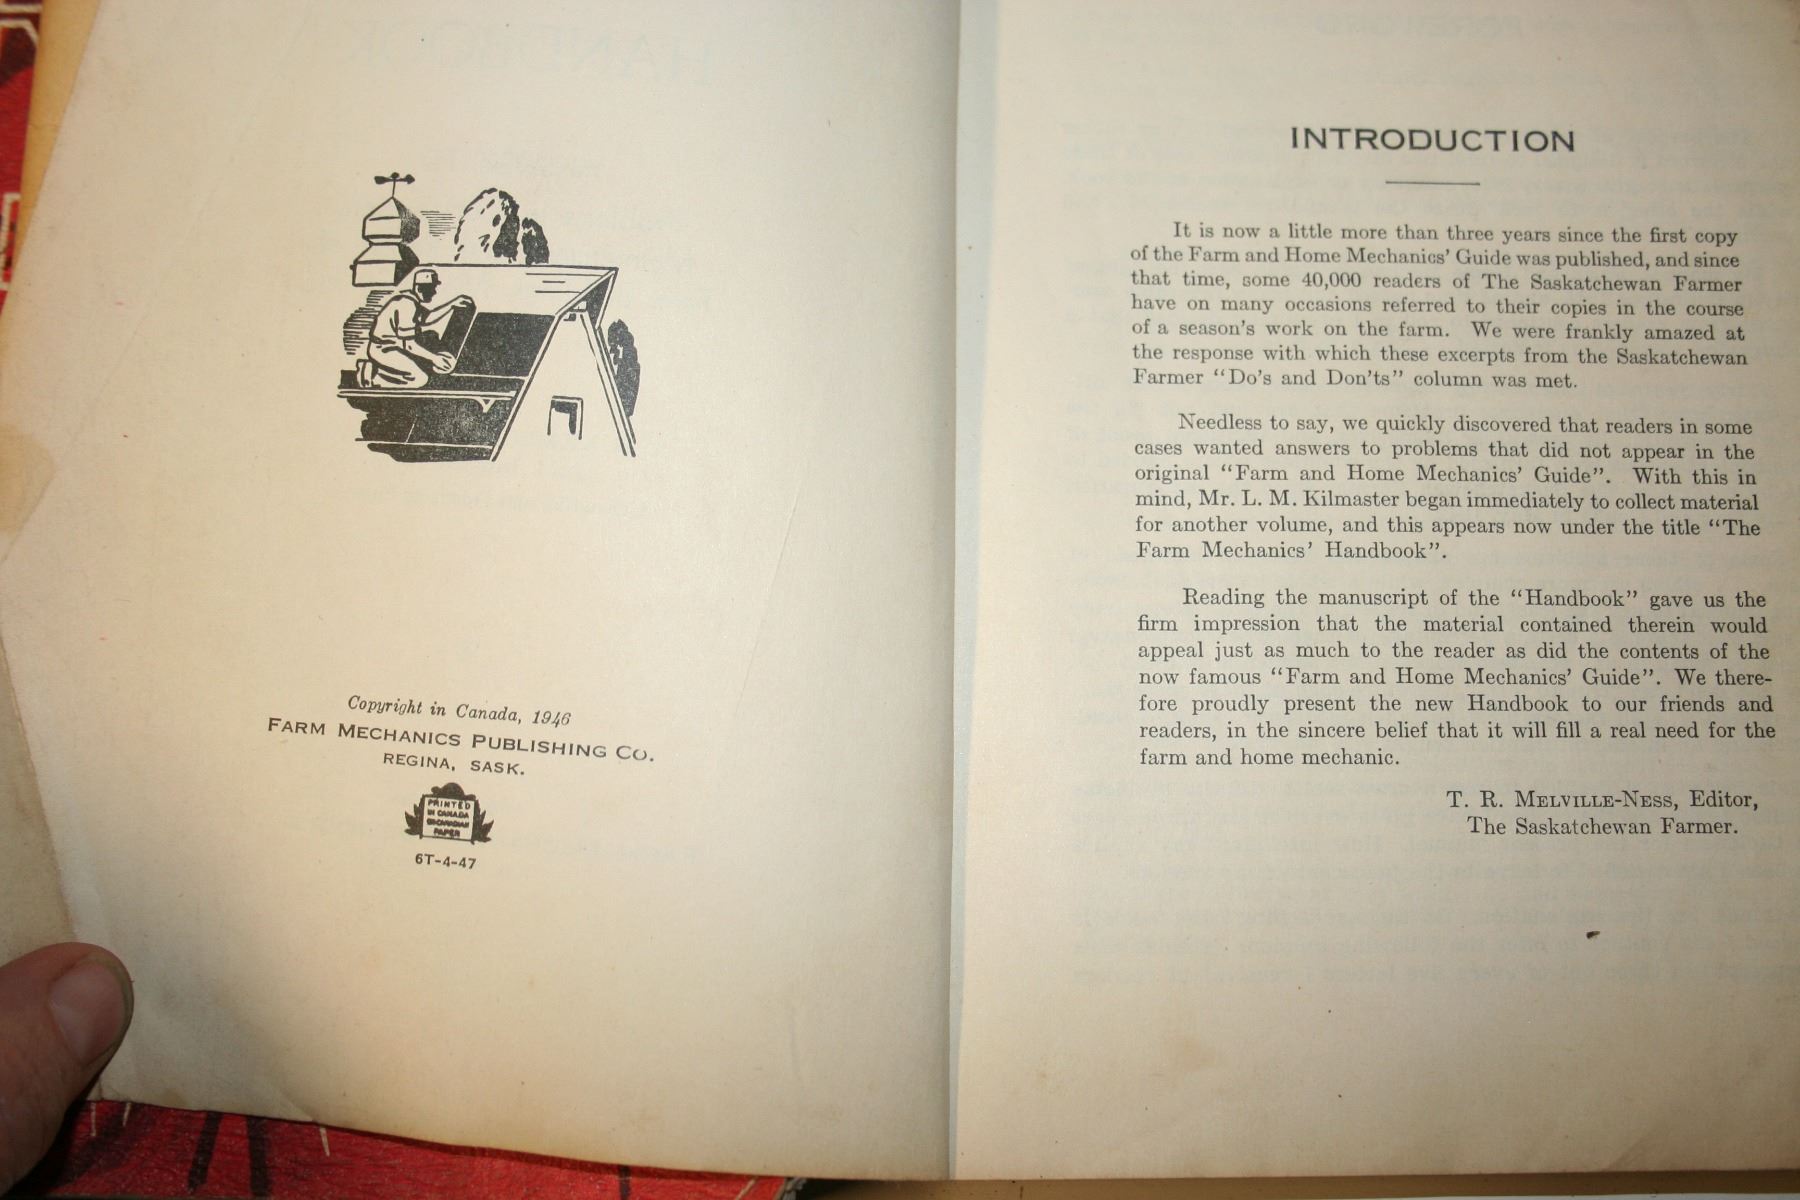 Copyright in Canada, 1946
FARM MECHANICS PUBLISHING CO.
REGINA, SASK.
PRINTED
IN CANADA
ON CANADIAN
PAPER
6T-4-47
INTRODUCTION
It is now a little more than three years since the first copy
of the Farm and Home Mechanics' Guide was published, and since
that time, some 40,000 readers of The Saskatchewan Farmer
have on many occasions referred to their copies in the course
of a season's work on the farm. We were frankly amazed at
the response with which these excerpts from the Saskatchewan
Farmer "Do's and Don'ts" column was met.
Needless to say, we quickly discovered that readers in some
cases wanted answers to problems that did not appear in the
original "Farm and Home Mechanics' Guide". With this in
mind, Mr. L. M. Kilmaster began immediately to collect material
for another volume, and this appears now under the title "The
Farm Mechanics' Handbook".
Reading the manuscript of the "Handbook" gave us the
firm impression that the material contained therein would
appeal just as much to the reader as did the contents of the
now famous "Farm and Home Mechanics' Guide". We there-
fore proudly present the new Handbook to our friends and
readers, in the sincere belief that it will fill a real need for the
farm and home mechanic.
T. R. MELVILLE-NESS, Editor,
The Saskatchewan Farmer.